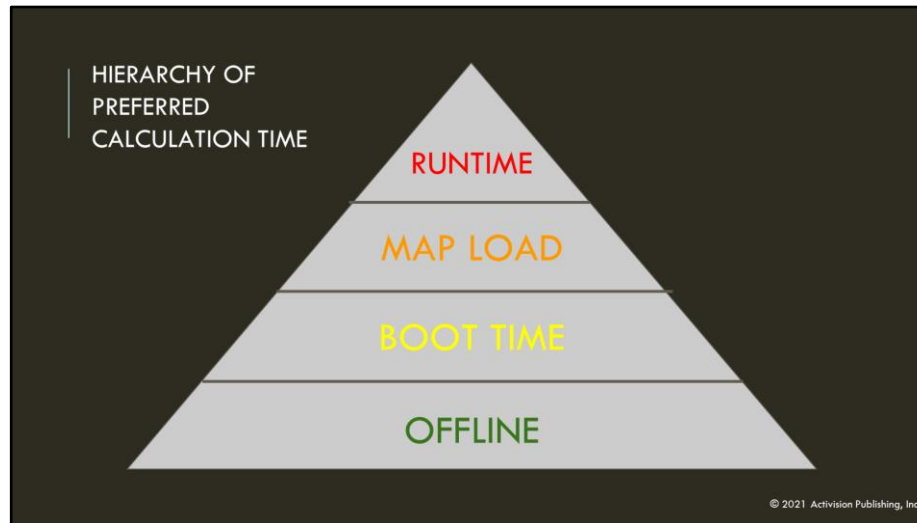 HIERARCHY OF
PREFERRED
CALCULATION TIME
RUNTIME
MAP LOAD
BOOT TIME
OFFLINE
© 2021 Activision Publishing, Inc